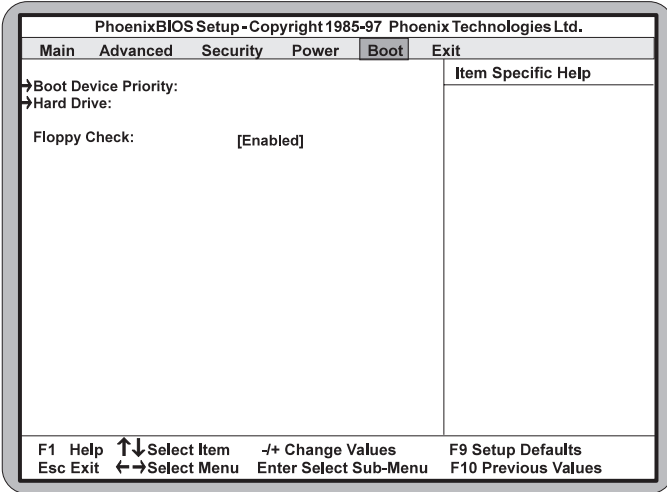 PhoenixBIOS Setup - Copyright 1985-97 Phoenix Technologies Ltd.
Main Advanced Security Power Boot Exit
Item Specific Help
→Boot Device Priority:
→Hard Drive:
Floppy Check: [Enabled]
F1 Help ↑↓Select Item -/+ Change Values F9 Setup Defaults
Esc Exit ←→Select Menu Enter Select Sub-Menu F10 Previous Values